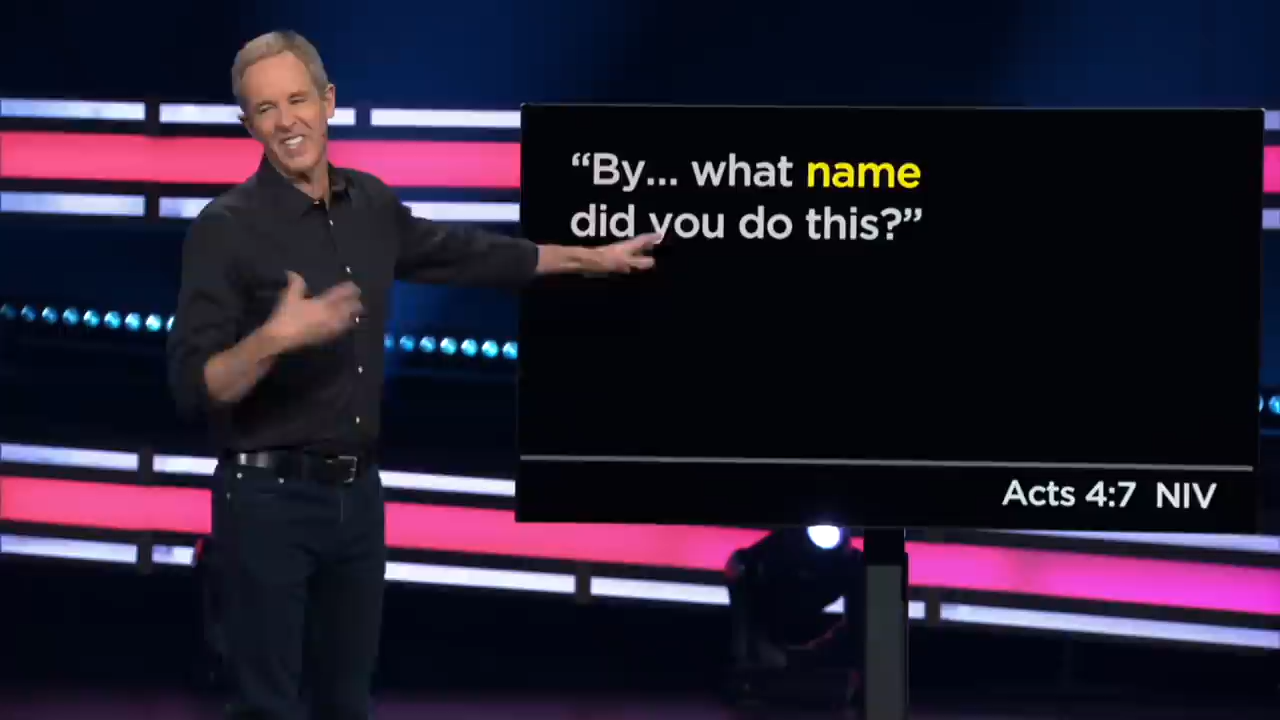 “By... what name
did you do this?”
Acts 4:7 NIV